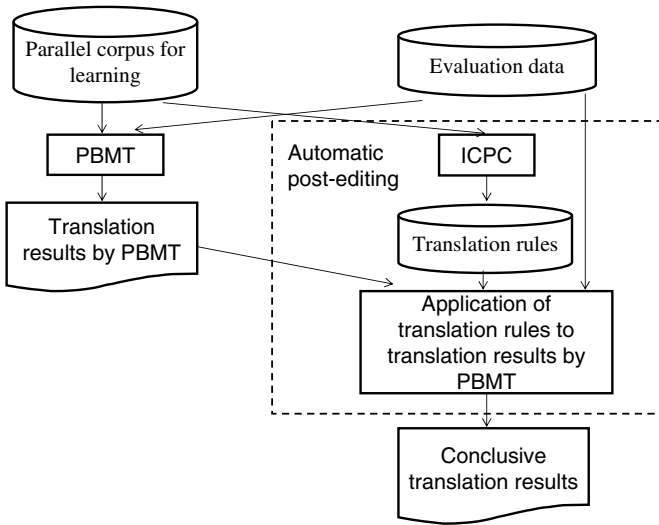 Parallel corpus for
learning
Evaluation data
PBMT
Automatic
post-editing
ICPC
Translation
results by PBMT
Translation rules
Application of
translation rules to
translation results by
PBMT
Conclusive
translation results